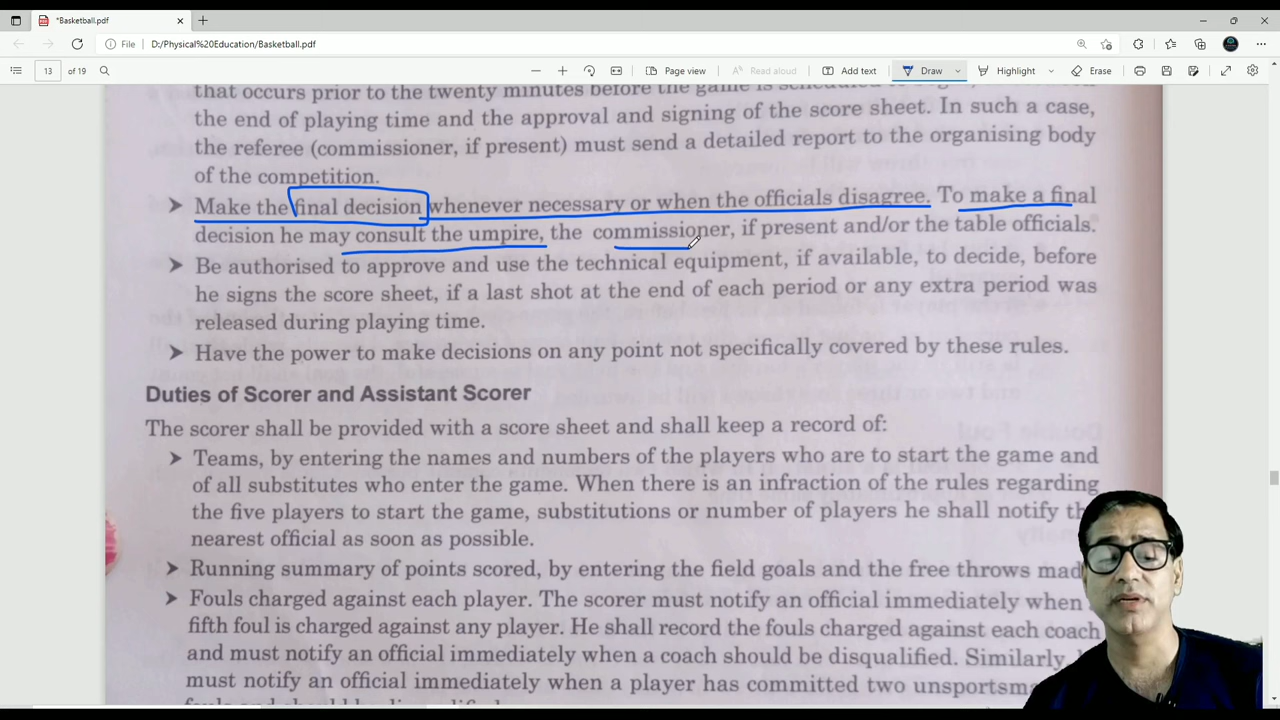 *Basketball.pdf
File D:/Physical%20Education/Basketball.pdf
13 of 19 Page view Read aloud Add text Draw Highlight Erase
that occurs prior to the twenty minutes before the game is scheduled to
the end of playing time and the approval and signing of the score sheet. In such a case,
the referee (commissioner, if present) must send a detailed report to the organising body
of the competition.
➤ Make the final decision whenever necessary or when the officials disagree. To make a final
decision he may consult the umpire, the commissioner, if present and/or the table officials.
➤ Be authorised to approve and use the technical equipment, if available, to decide, before
he signs the score sheet, if a last shot at the end of each period or any extra period was
released during playing time.
➤ Have the power to make decisions on any point not specifically covered by these rules.
Duties of Scorer and Assistant Scorer
The scorer shall be provided with a score sheet and shall keep a record of:
➤ Teams, by entering the names and numbers of the players who are to start the game and
of all substitutes who enter the game. When there is an infraction of the rules regarding
the five players to start the game, substitutions or number of players he shall notify th
nearest official as soon as possible.
➤ Running summary of points scored, by entering the field goals and the free throws mad
➤ Fouls charged against each player. The scorer must notify an official immediately when
fifth foul is charged against any player. He shall record the fouls charged against each coach
and must notify an official immediately when a coach should be disqualified. Similarly,
must notify an official immediately when a player has committed two unsportsm